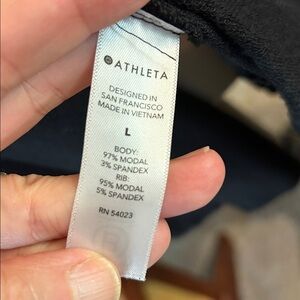 ATHLETA
DESIGNED IN
SAN FRANCISCO
MADE IN VIETNAM
L
BODY:
97% MODAL
3% SPANDEX
RIB:
95% MODAL
5% SPANDEX
RN 54023